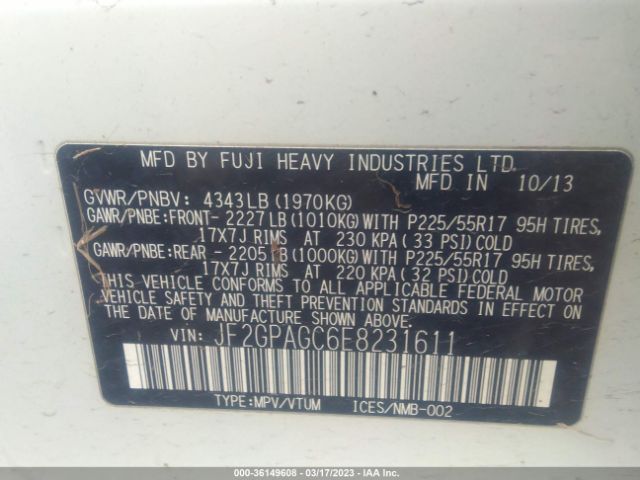 MFD BY FUJI HEAVY INDUSTRIES LTD.
MFD IN 10/13
GVWR/PNBV: 4343LB (1970KG)
GAWR/PNBE:FRONT- 2227LB(1010KG)WITH P225/55R17 95H TIRES,
17X7J RIMS AT 230 KPA(33 PSI)COLD
GAWR/PNBE:REAR - 2205LB(1000KG)WITH P225/55R17 95H TIRES,
17X7J RIMS AT 220 KPA(32 PSI)COLD
THIS VEHICLE CONFORMS TO ALL APPLICABLE FEDERAL MOTOR
VEHICLE SAFETY AND THEFT PREVENTION STANDARDS IN EFFECT
ON THE DATE OF MANUFACTURE SHOWN ABOVE.
VIN: JF2GPAGC6E8231611
TYPE:MPV/VTUM ICES/NMB-002
000-36149608 - 03/17/2023 - IAA Inc.